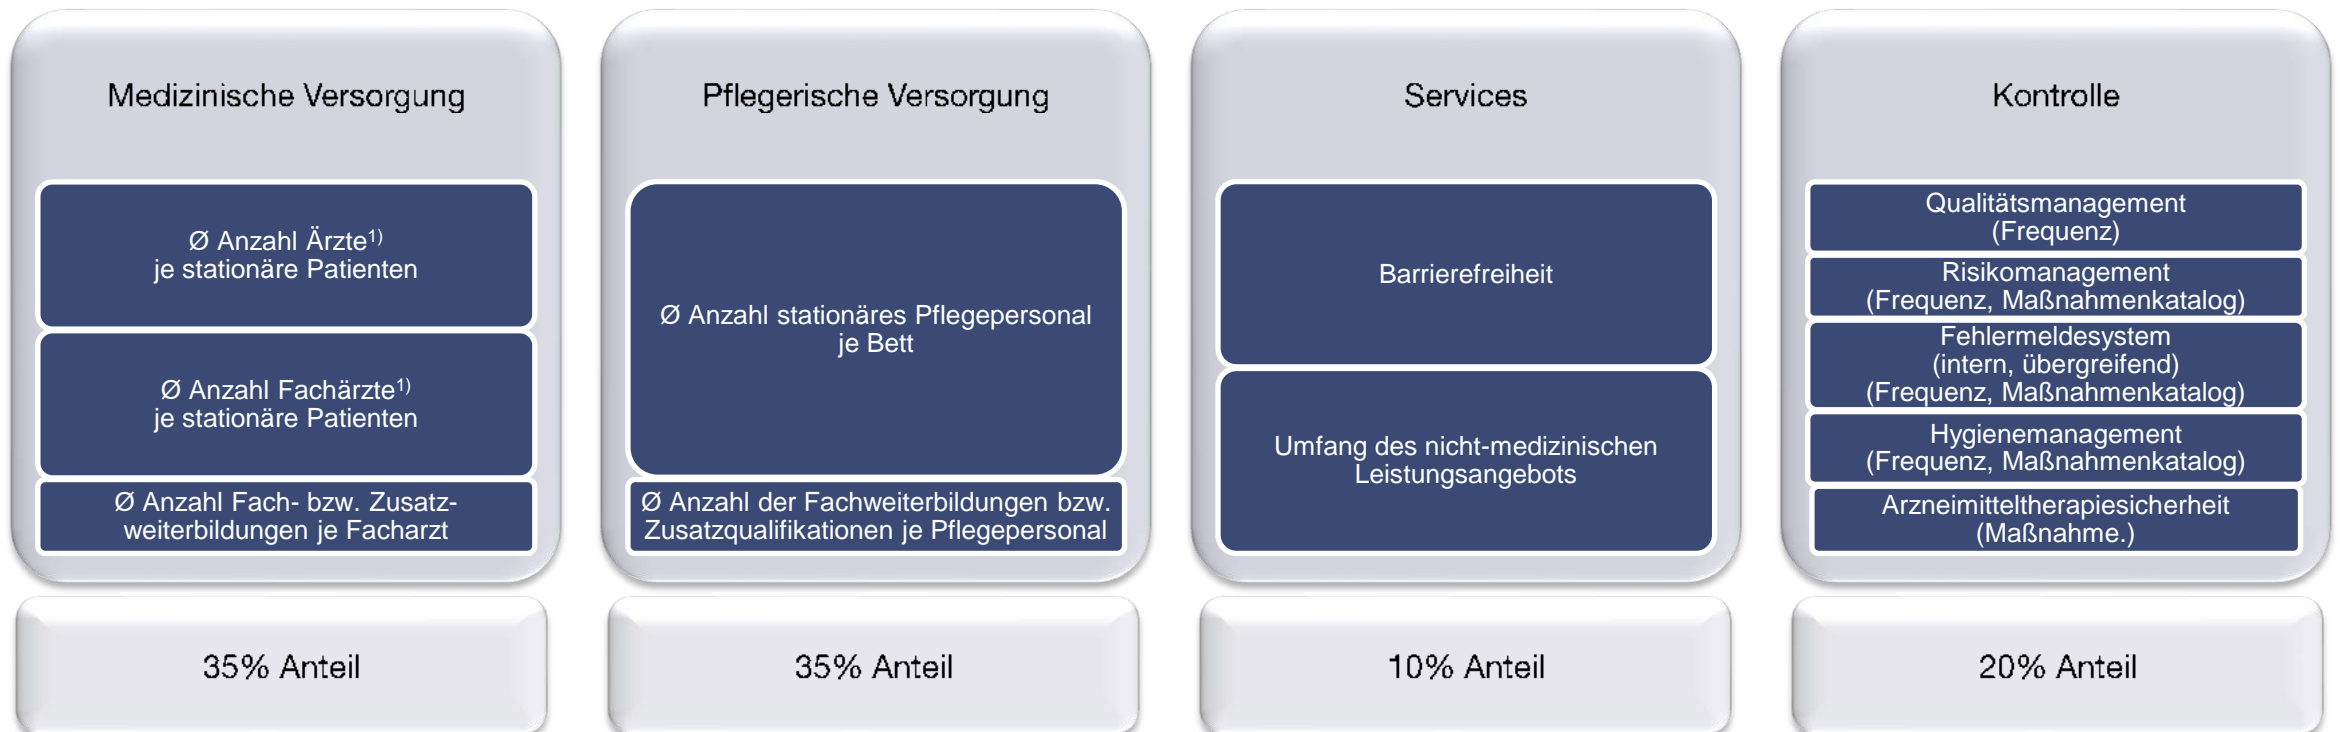 Medizinische Versorgung
Ø Anzahl Ärzte1)
je stationäre Patienten
Ø Anzahl Fachärzte1)
je stationäre Patienten
Ø Anzahl Fach- bzw. Zusatz-
weiterbildungen je Facharzt
35% Anteil
Pflegerische Versorgung
Ø Anzahl stationäres Pflegepersonal
je Bett
Ø Anzahl der Fachweiterbildungen bzw.
Zusatzqualifikationen je Pflegepersonal
35% Anteil
Services
Barrierefreiheit
Umfang des nicht-medizinischen
Leistungsangebots
10% Anteil
Kontrolle
Qualitätsmanagement
(Frequenz)
Risikomanagement
(Frequenz, Maßnahmenkatalog)
Fehlermeldesystem
(intern, übergreifend)
(Frequenz, Maßnahmenkatalog)
Hygienemanagement
(Frequenz, Maßnahmenkatalog)
Arzneimitteltherapiesicherheit
(Maßnahme.)
20% Anteil